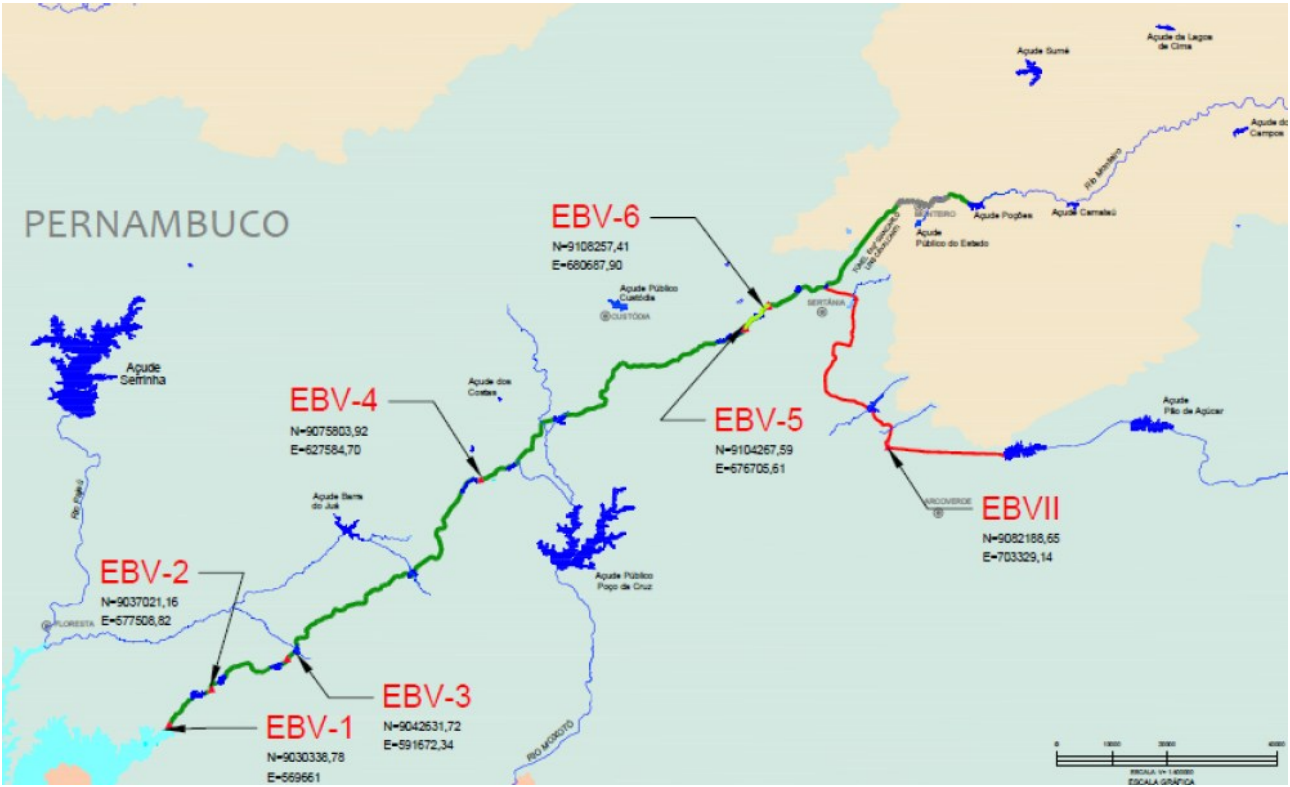 Açude da Lagoa
de Cima
Açude Sumé
Açude do
Campos
Rio Monteiro
PERNAMBUCO
EBV-6
N=9108257,41
E=680687,90
MONTEIRO
Açude Poções
Açude Camalaú
Açude
Público do Estado
Açude Público
Custódia
CUSTÓDIA
SERTÂNIA
Açude
Serrinha
EBV-4
N=9075803,92
E=627584,70
Açude dos
Costas
EBV-5
N=9104267,59
E=676705,61
Açude
Pão de Açúcar
ARCOVERDE
EBVII
N=9082188,65
E=703329,14
Açude Barra
do Juá
Rio Pajeú
EBV-2
N=9037021,16
E=577508,82
FLORESTA
Açude Público
Poço da Cruz
EBV-3
N=9042631,72
E=591672,34
EBV-1
N=9030338,78
E=569661
RIO MOXOTÓ
ESCALA GRÁFICA